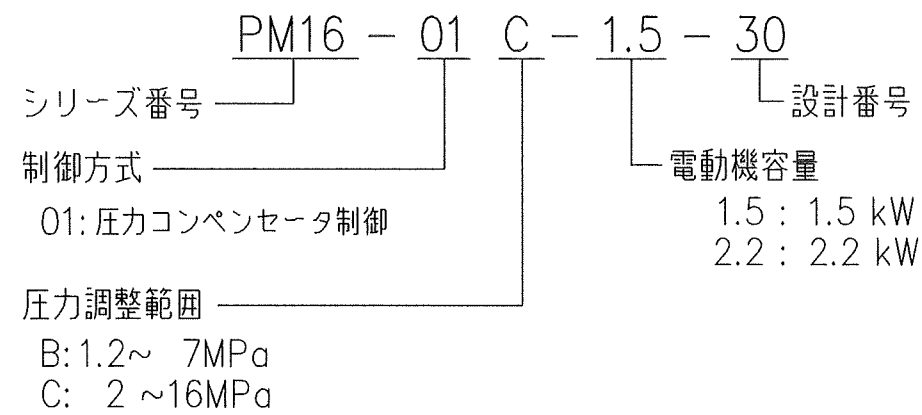 PM16 - 01 C - 1.5 - 30
シリーズ番号
設計番号
制御方式
01: 圧力コンペンセータ制御
電動機容量
1.5 : 1.5 kW
2.2 : 2.2 kW
圧力調整範囲
B: 1.2~ 7MPa
C: 2 ~16MPa